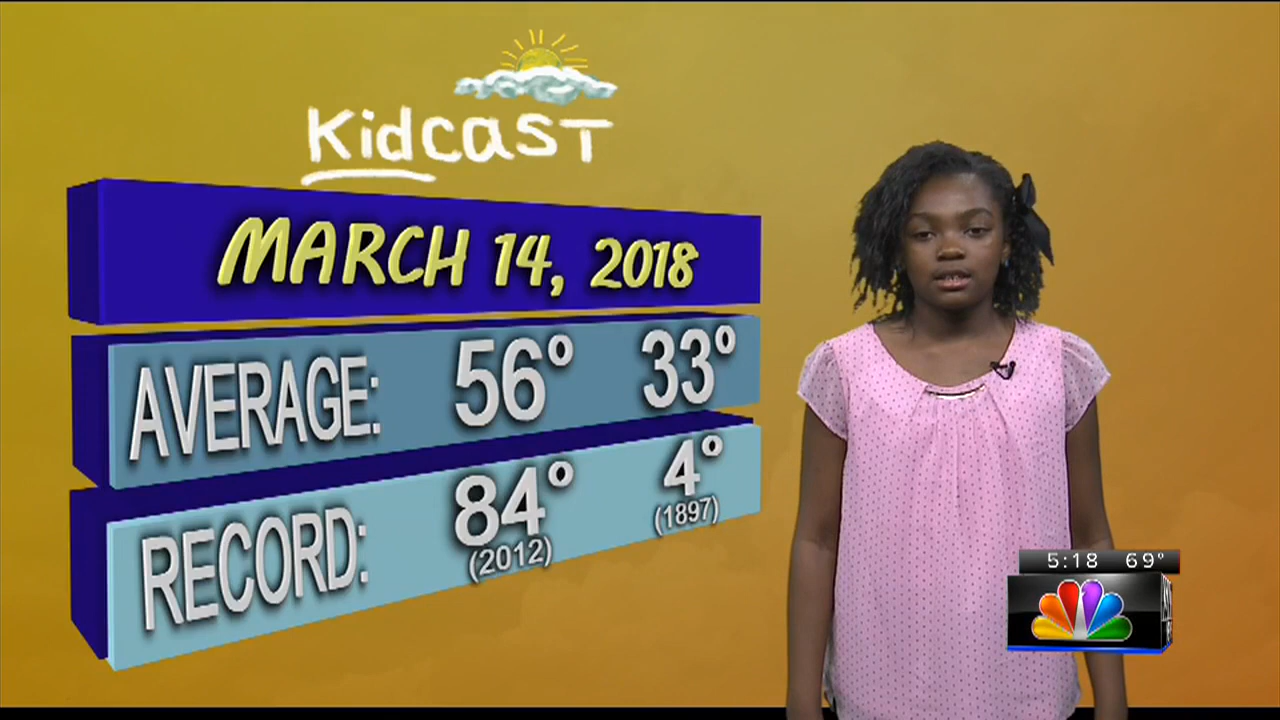 KidcasT
MARCH 14, 2018
AVERAGE: 56° 33°
RECORD: 84° 4°
(2012) (1897)
5:18 69°